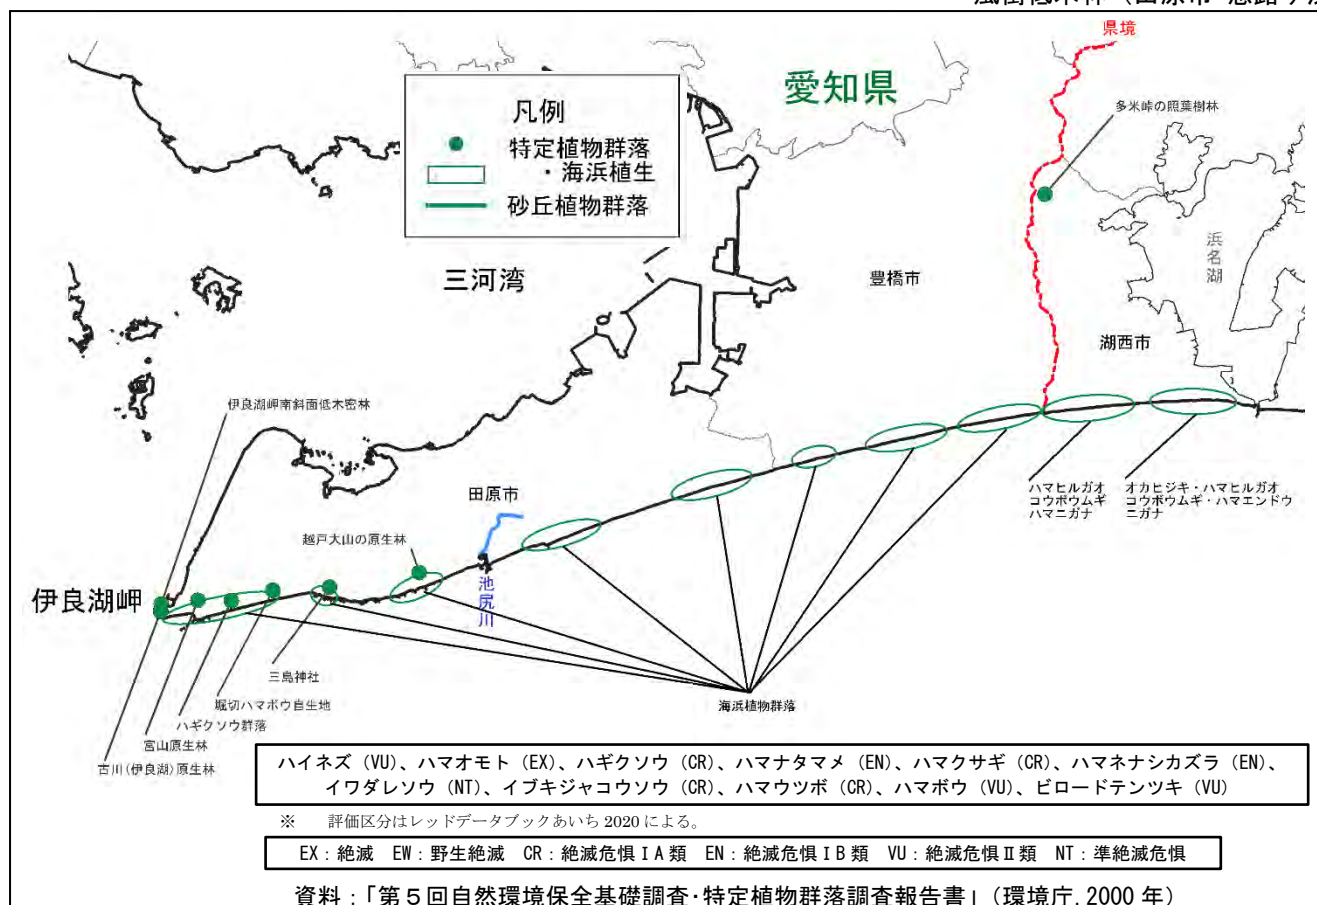 県境
愛知県
多米峠の照葉樹林
凡例
特定植物群落
・海浜植生
砂丘植物群落
浜名湖
三河湾
豊橋市
湖西市
伊良湖岬南斜面低木密林
ハマヒルガオ
コウボウムギ
ハマニガナ
オカヒジキ・ハマヒルガオ
コウボウムギ・ハマエンドウ
ニガナ
田原市
越戸大山の原生林
池尻川
伊良湖岬
三島神社
堀切ハマボウ自生地
ハギクソウ群落
宮山原生林
古川(伊良湖)原生林
海浜植物群落
ハイネズ（VU）、ハマオモト（EX）、ハギクソウ（CR）、ハマナタマメ（EN）、ハマクサギ（CR）、ハマネナシカズラ（EN）、
イワダレソウ（NT）、イブキジャコウソウ（CR）、ハマウツボ（CR）、ハマボウ（VU）、ビロードテンツキ（VU）
※　評価区分はレッドデータブックあいち 2020 による。
EX：絶滅　EW：野生絶滅　CR：絶滅危惧ⅠA類　EN：絶滅危惧ⅠB類　VU：絶滅危惧Ⅱ類　NT：準絶滅危惧
資料：「第５回自然環境保全基礎調査・特定植物群落調査報告書」（環境庁,2000年）